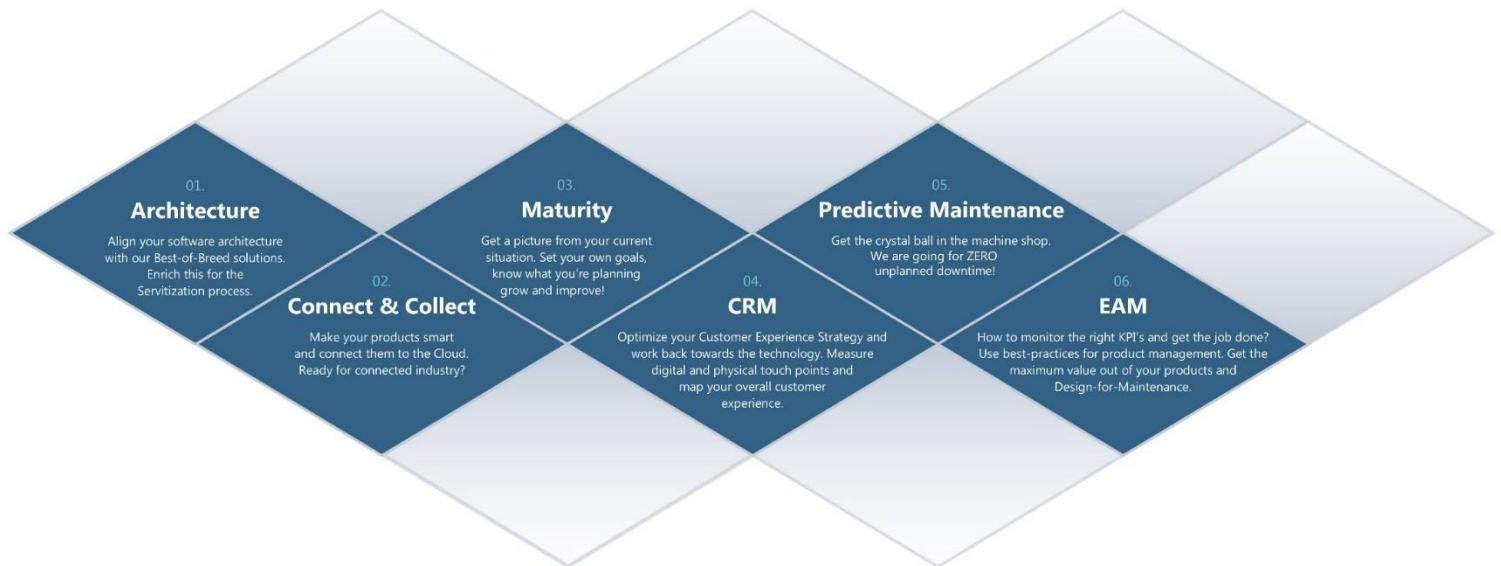 01.
Architecture
Align your software architecture
with our Best-of-Breed solutions.
Enrich this for the
Servitization process.
02.
Connect & Collect
Make your products smart
and connect them to the Cloud.
Ready for connected industry?
03.
Maturity
Get a picture from your current
situation. Set your own goals,
know what you're planning
grow and improve!
04.
CRM
Optimize your Customer Experience Strategy and
work back towards the technology. Measure
digital and physical touch points and
map your overall customer
experience.
05.
Predictive Maintenance
Get the crystal ball in the machine shop.
We are going for ZERO
unplanned downtime!
06.
EAM
How to monitor the right KPI's and get the job done?
Use best-practices for product management. Get the
maximum value out of your products and
Design-for-Maintenance.